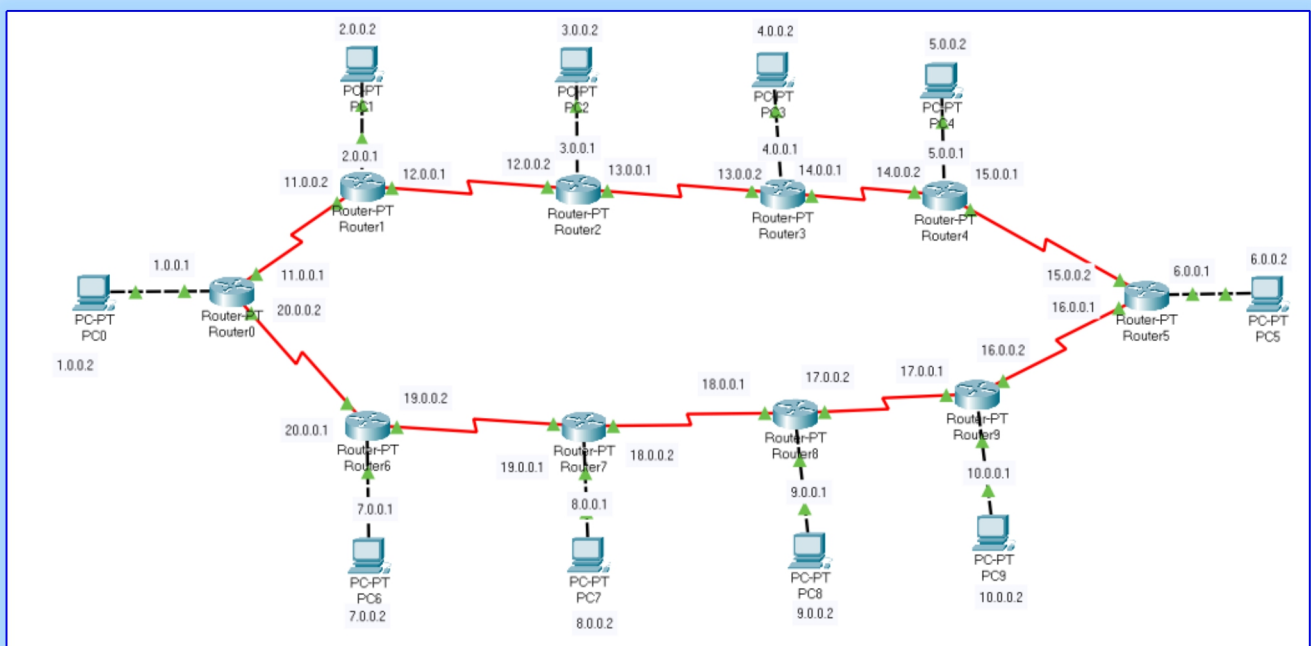 2.0.0.2
3.0.0.2
4.0.0.2
5.0.0.2
PC-PT
PC1
PC-PT
PC2
PC-PT
PC3
PC-PT
PC4
2.0.0.1
3.0.0.1
4.0.0.1
5.0.0.1
11.0.0.2
12.0.0.1
12.0.0.2
13.0.0.1
13.0.0.2
14.0.0.1
14.0.0.2
15.0.0.1
Router-PT
Router1
Router-PT
Router2
Router-PT
Router3
Router-PT
Router4
1.0.0.1
11.0.0.1
15.0.0.2
6.0.0.1
6.0.0.2
PC-PT
PC0
1.0.0.2
Router-PT
Router0
20.0.0.2
16.0.0.1
Router-PT
Router5
PC-PT
PC5
16.0.0.2
20.0.0.1
19.0.0.2
18.0.0.1
17.0.0.2
17.0.0.1
Router-PT
Router6
19.0.0.1
Router-PT
Router7
18.0.0.2
Router-PT
Router8
Router-PT
Router9
7.0.0.1
8.0.0.1
9.0.0.1
10.0.0.1
PC-PT
PC6
7.0.0.2
PC-PT
PC7
8.0.0.2
PC-PT
PC8
9.0.0.2
PC-PT
PC9
10.0.0.2